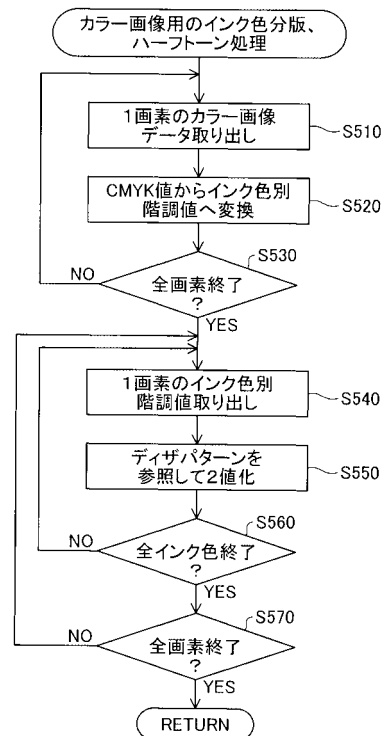 カラー画像用のインク色分版、
ハーフトーン処理
1画素のカラー画像
データ取り出し
S510
CMYK値からインク色別
階調値へ変換
S520
S530
NO
全画素終了
?
YES
1画素のインク色別
階調値取り出し
S540
ディザパターンを
参照して2値化
S550
S560
NO
全インク色終了
?
YES
S570
NO
全画素終了
?
YES
RETURN